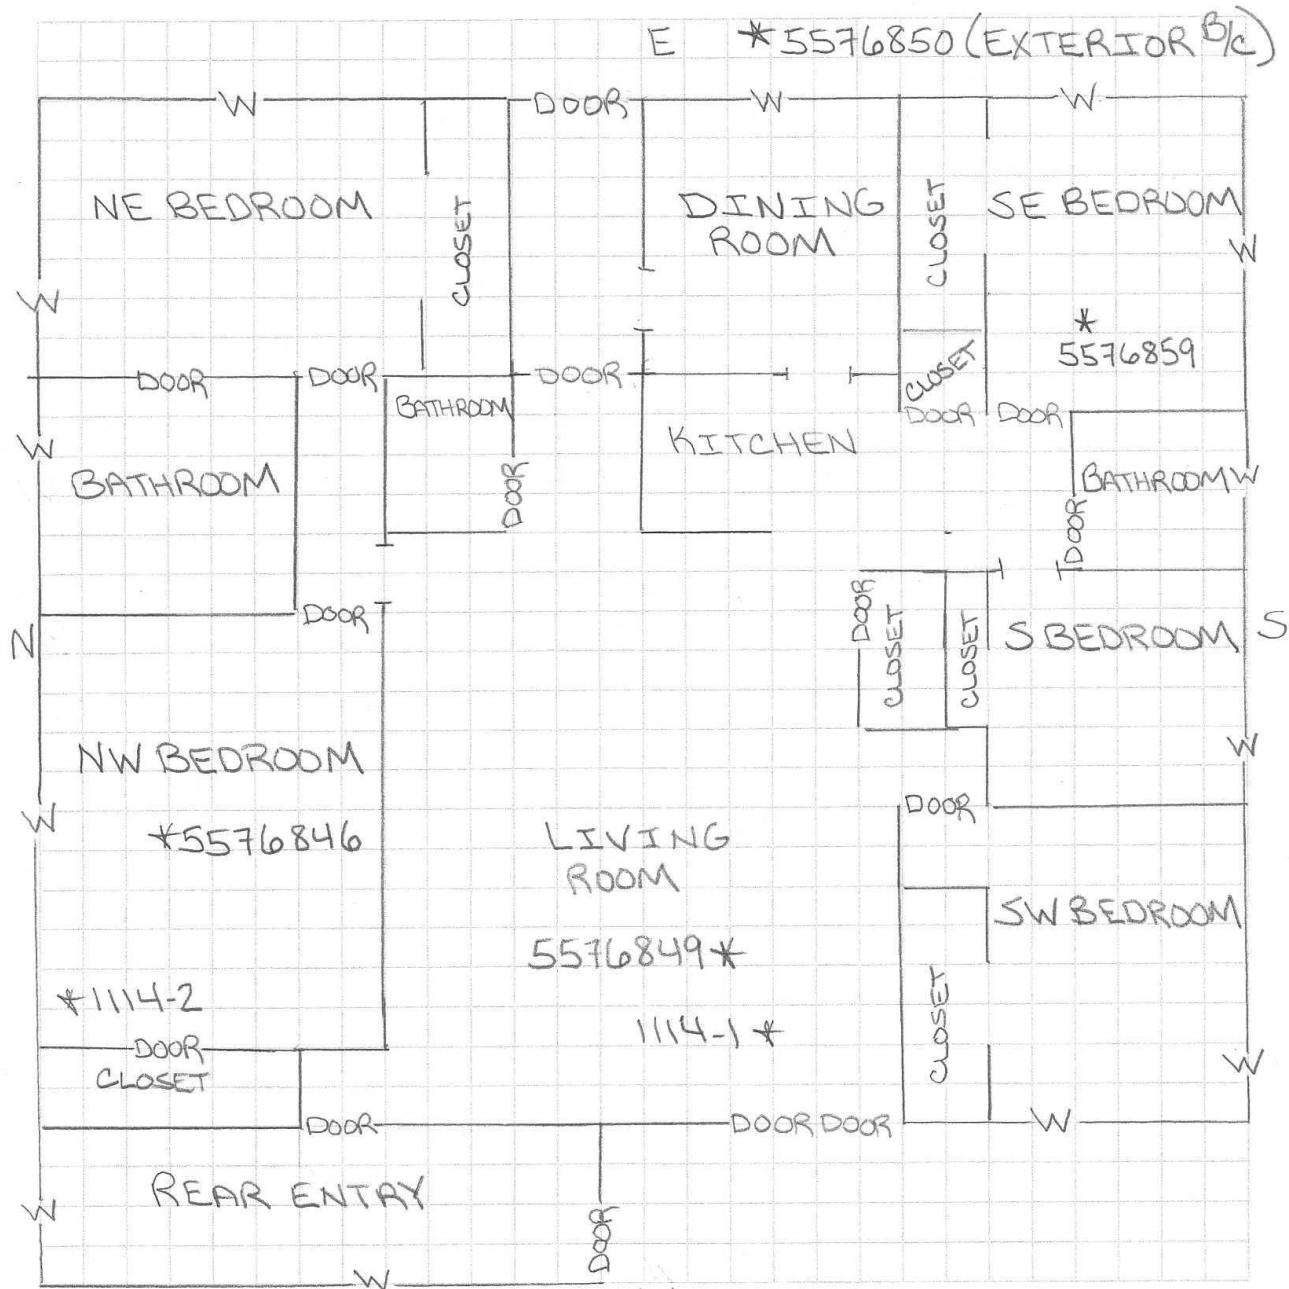 E *5576850 (EXTERIOR B/C)
W DOOR W W
NE BEDROOM
CLOSET
DINING
ROOM
CLOSET
SE BEDROOM
W
W
*
5576859
DOOR DOOR DOOR
CLOSET
BATHROOM
DOOR DOOR
W
BATHROOM
DOOR
KITCHEN
BATHROOM W
DOOR
DOOR
N
DOOR
CLOSET
CLOSET
S BEDROOM S
NW BEDROOM
W
W
DOOR
*5576846
LIVING
ROOM
SW BEDROOM
5576849*
*1114-2
1114-1*
CLOSET
DOOR
CLOSET
W
DOOR DOOR DOOR W
REAR ENTRY
W
DOOR
W